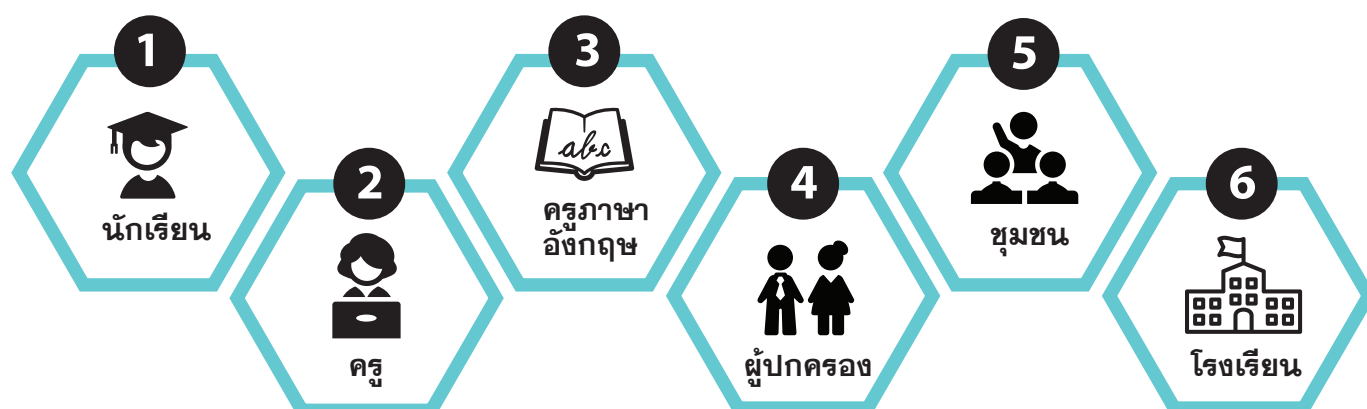 1
นักเรียน
2
ครู
3
abc
ครูภาษา
อังกฤษ
4
ผู้ปกครอง
5
ชุมชน
6
โรงเรียน